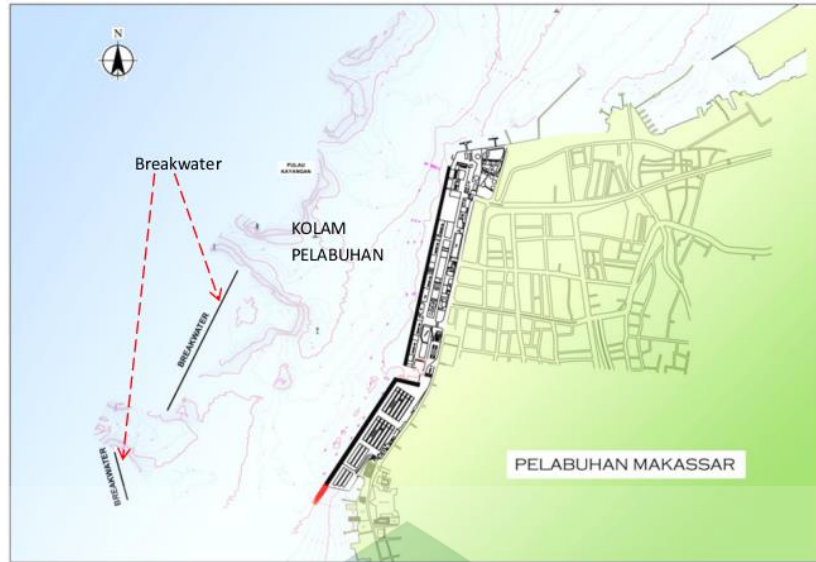 N
Breakwater
PULAU
KAYANGAN
KOLAM
PELABUHAN
BREAKWATER
BREAKWATER
PELABUHAN MAKASSAR